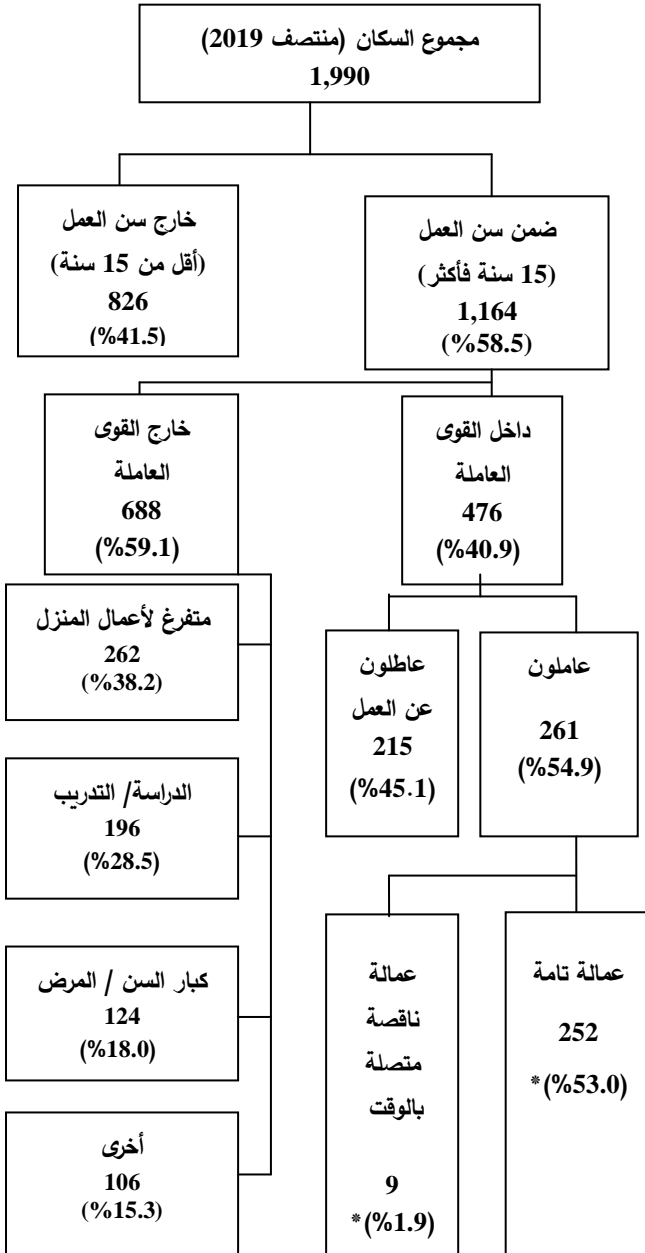 مجموع السكان (منتصف 2019)
1,990
ضمن سن العمل
(15 سنة فأكثر)
1,164
(%58.5)
خارج سن العمل
(أقل من 15 سنة)
826
(%41.5)
داخل القوى
العاملة
476
(%40.9)
خارج القوى
العاملة
688
(%59.1)
عاملون
261
(%54.9)
عاطلون
عن العمل
215
(%45.1)
متفرغ لأعمال المنزل
262
(%38.2)
الدراسة/ التدريب
196
(%28.5)
كبار السن / المرض
124
(%18.0)
أخرى
106
(%15.3)
عمالة تامة
252
*(%53.0)
عمالة
ناقصة
متصلة
بالوقت
9
*(%1.9)